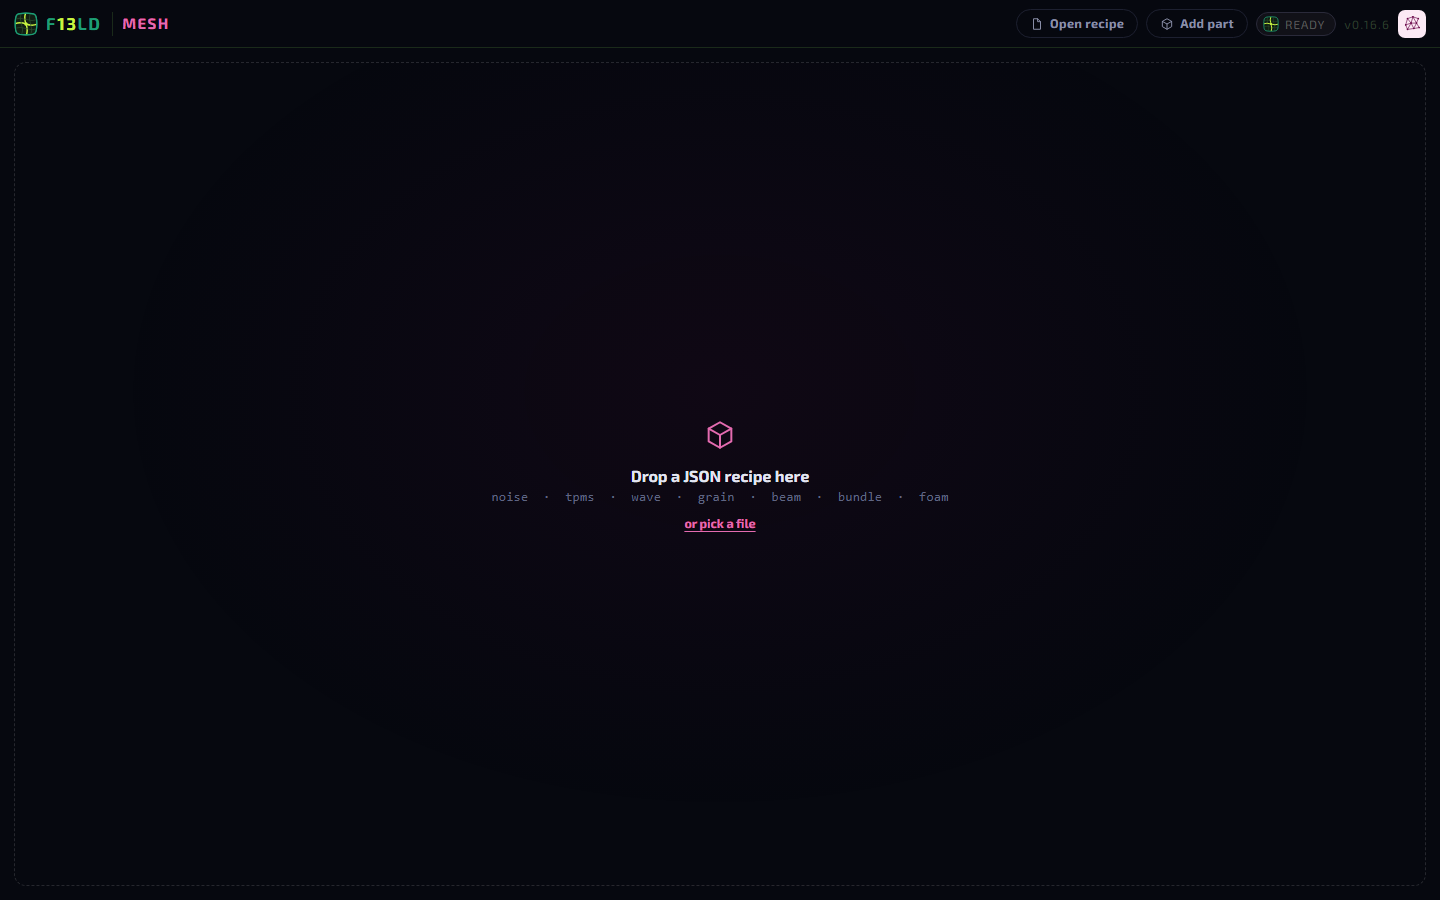 F13LD MESH
Open recipe
Add part
READY
v0.16.6
Drop a JSON recipe here
noise · tpms · wave · grain · beam · bundle · foam
or pick a file